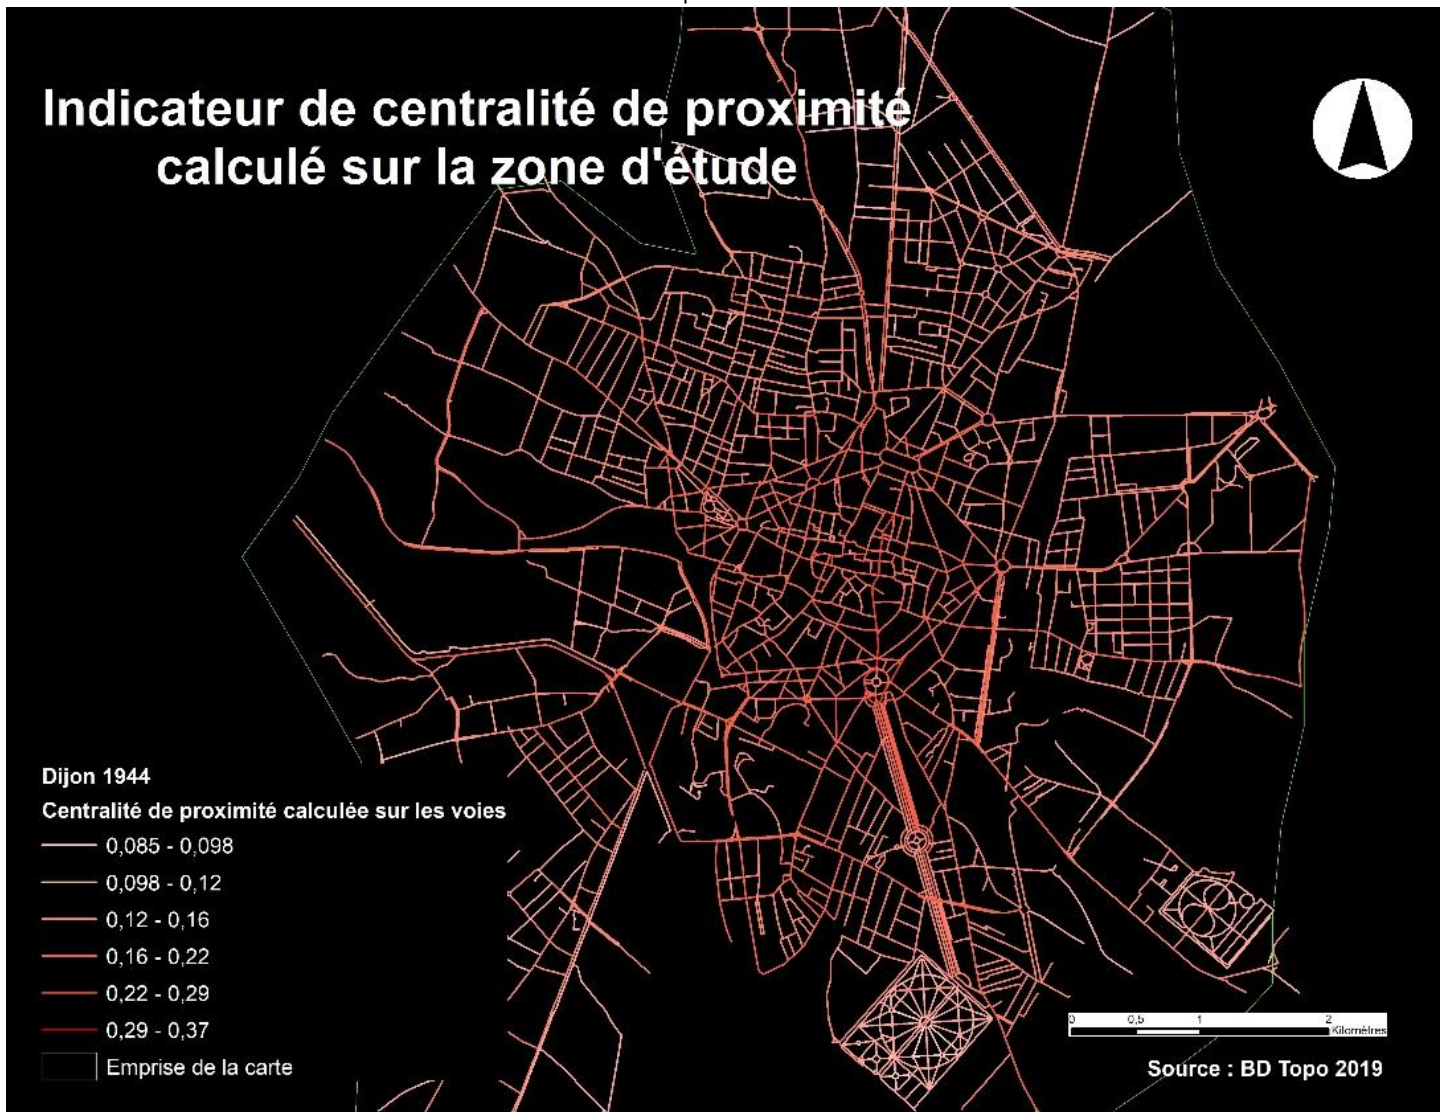 Indicateur de centralité de proximité
calculé sur la zone d'étude
Dijon 1944
Centralité de proximité calculée sur les voies
0,085 - 0,098
0,098 - 0,12
0,12 - 0,16
0,16 - 0,22
0,22 - 0,29
0,29 - 0,37
Emprise de la carte
0 0,5 1 2
Kilomètres
Source : BD Topo 2019